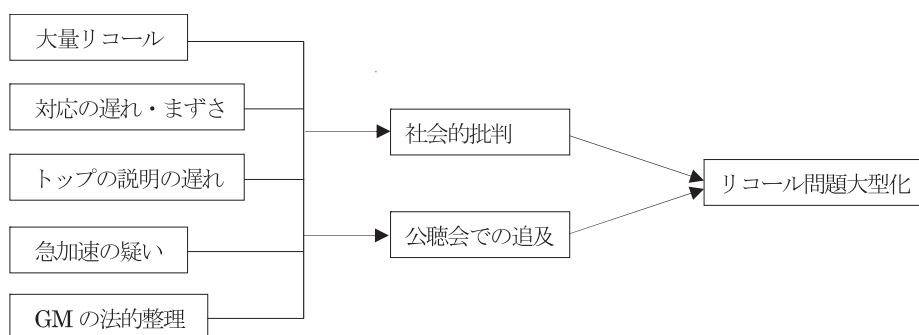 大量リコール
対応の遅れ・まずさ
トップの説明の遅れ
急加速の疑い
GM の法的整理
社会的批判
公聴会での追及
リコール問題大型化